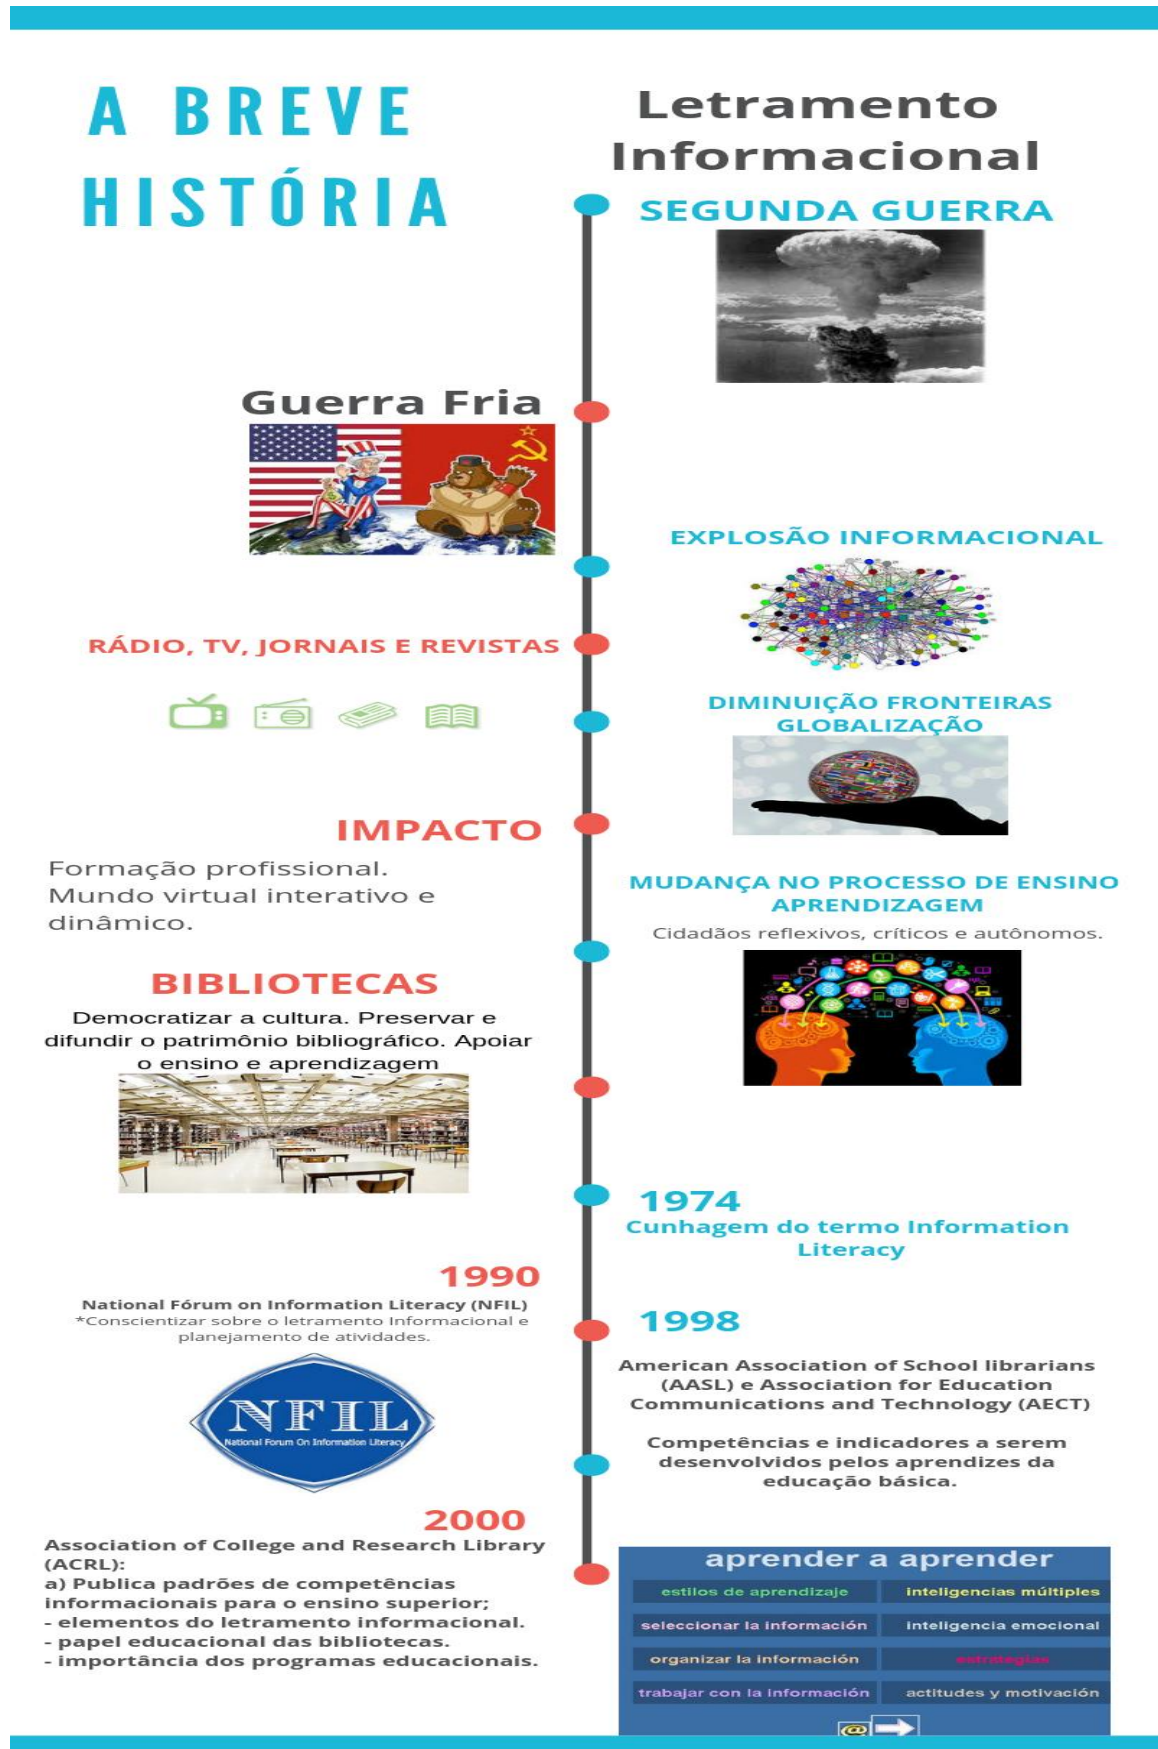 A BREVE
HISTÓRIA
Letramento
Informacional
SEGUNDA GUERRA
Guerra Fria
EXPLOSÃO INFORMACIONAL
RÁDIO, TV, JORNAIS E REVISTAS
DIMINUIÇÃO FRONTEIRAS
GLOBALIZAÇÃO
IMPACTO
Formação profissional.
Mundo virtual interativo e
dinâmico.
MUDANÇA NO PROCESSO DE ENSINO
APRENDIZAGEM
Cidadãos reflexivos, críticos e autônomos.
BIBLIOTECAS
Democratizar a cultura. Preservar e
difundir o patrimônio bibliográfico. Apoiar
o ensino e aprendizagem
1974
Cunhagem do termo Information
Literacy
1990
National Fórum on Information Literacy (NFIL)
*Conscientizar sobre o letramento Informacional e
planejamento de atividades.
NFIL
National Forum On Information Literacy
1998
American Association of School librarians
(AASL) e Association for Education
Communications and Technology (AECT)
Competências e indicadores a serem
desenvolvidos pelos aprendizes da
educação básica.
2000
Association of College and Research Library
(ACRL):
a) Publica padrões de competências
informacionais para o ensino superior;
- elementos do letramento informacional.
- papel educacional das bibliotecas.
- importância dos programas educacionais.
aprender a aprender
estilos de aprendizaje
inteligencias múltiples
seleccionar la información
inteligencia emocional
organizar la información
estrategias
trabajar con la información
actitudes y motivación
@